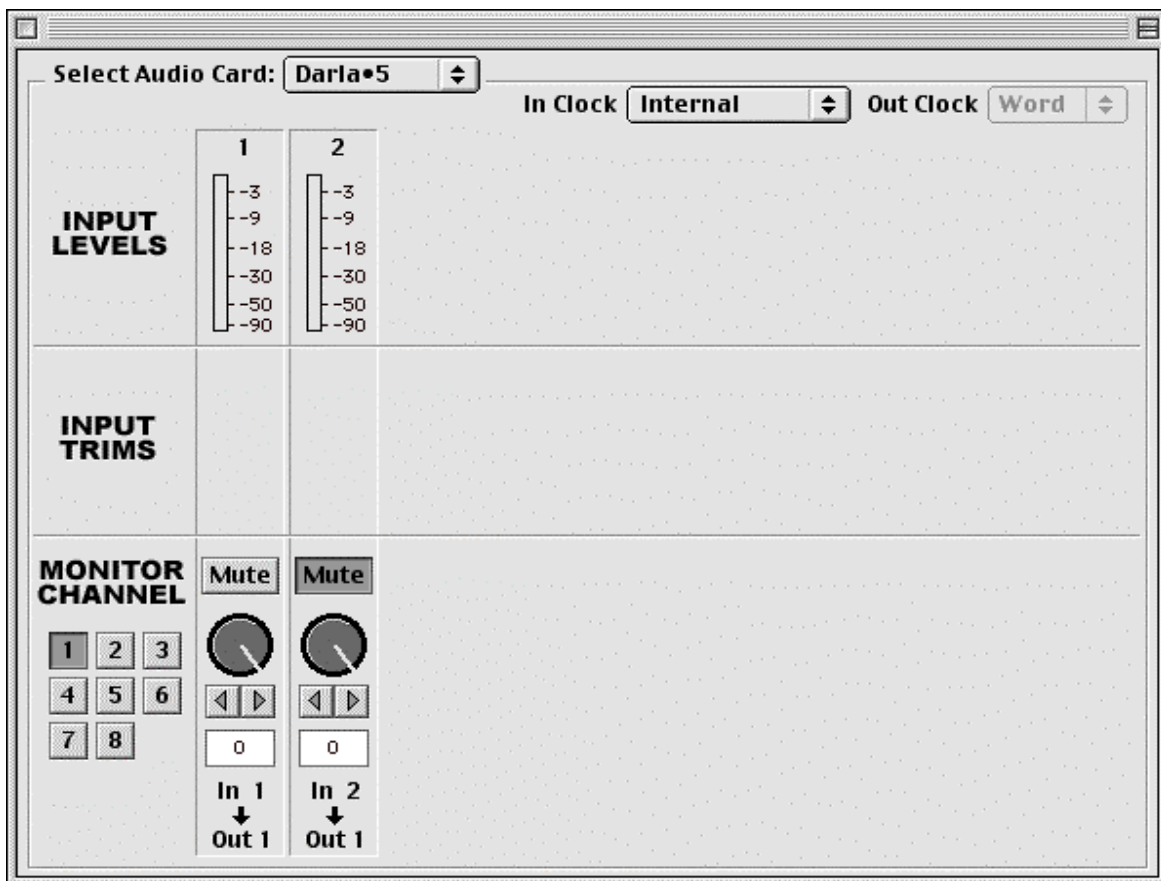 Select Audio Card: Darla•5
In Clock Internal Out Clock Word
1 2
-3 -3
-9 -9
INPUT
LEVELS
-18 -18
-30 -30
-50 -50
-90 -90
INPUT
TRIMS
MONITOR
CHANNEL
Mute Mute
1 2 3
4 5 6
7 8
0 0
In 1 In 2
Out 1 Out 1